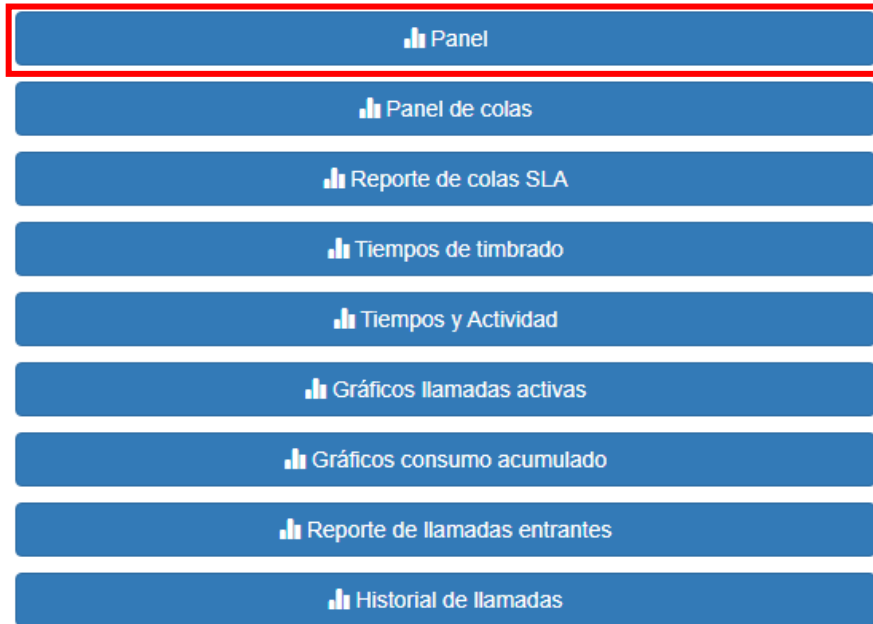 Panel
Panel de colas
Reporte de colas SLA
Tiempos de timbrado
Tiempos y Actividad
Gráficos llamadas activas
Gráficos consumo acumulado
Reporte de llamadas entrantes
Historial de llamadas